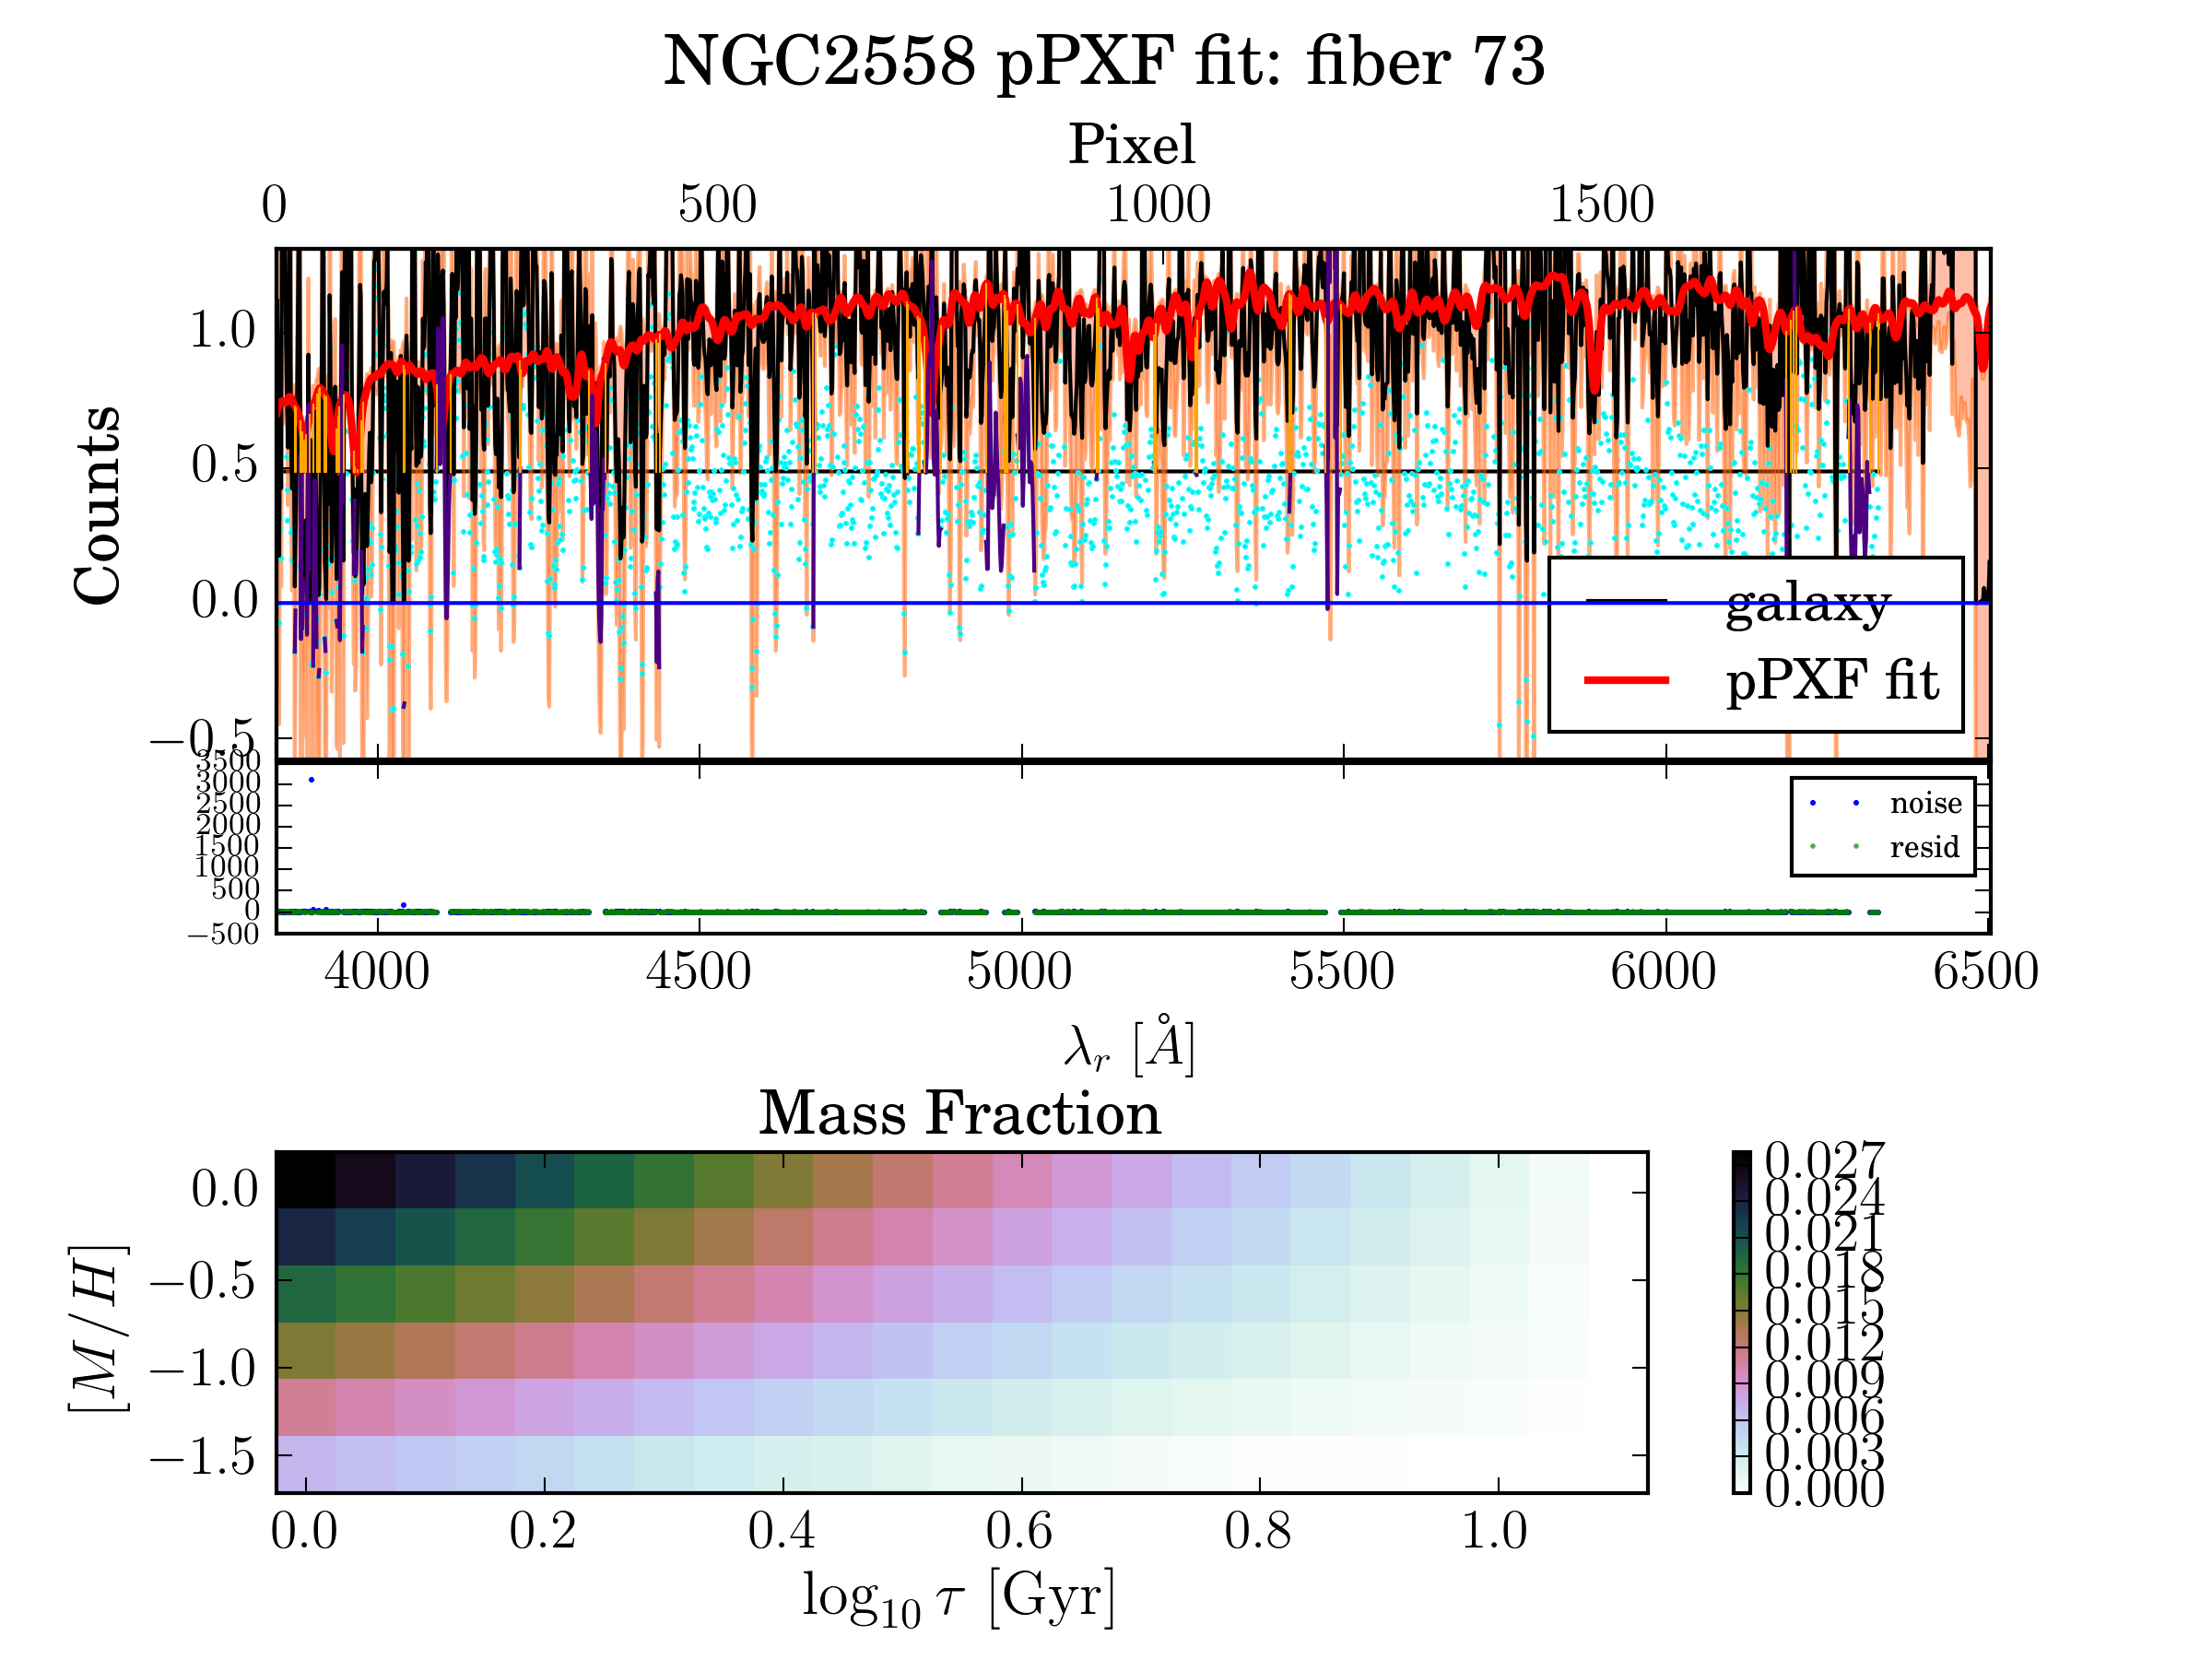 NGC2558 pPXF fit: fiber 73
Pixel
0 500 1000 1500
Counts
1.0
0.5
0.0
−0.5
galaxy
pPXF fit
3500
3000
2500
2000
1500
1000
500
0
−500
noise
resid
4000 4500 5000 5500 6000 6500
λr [Å]
Mass Fraction
[M/H]
0.0
−0.5
−1.0
−1.5
0.0 0.2 0.4 0.6 0.8 1.0
log10 τ [Gyr]
0.027
0.024
0.021
0.018
0.015
0.012
0.009
0.006
0.003
0.000